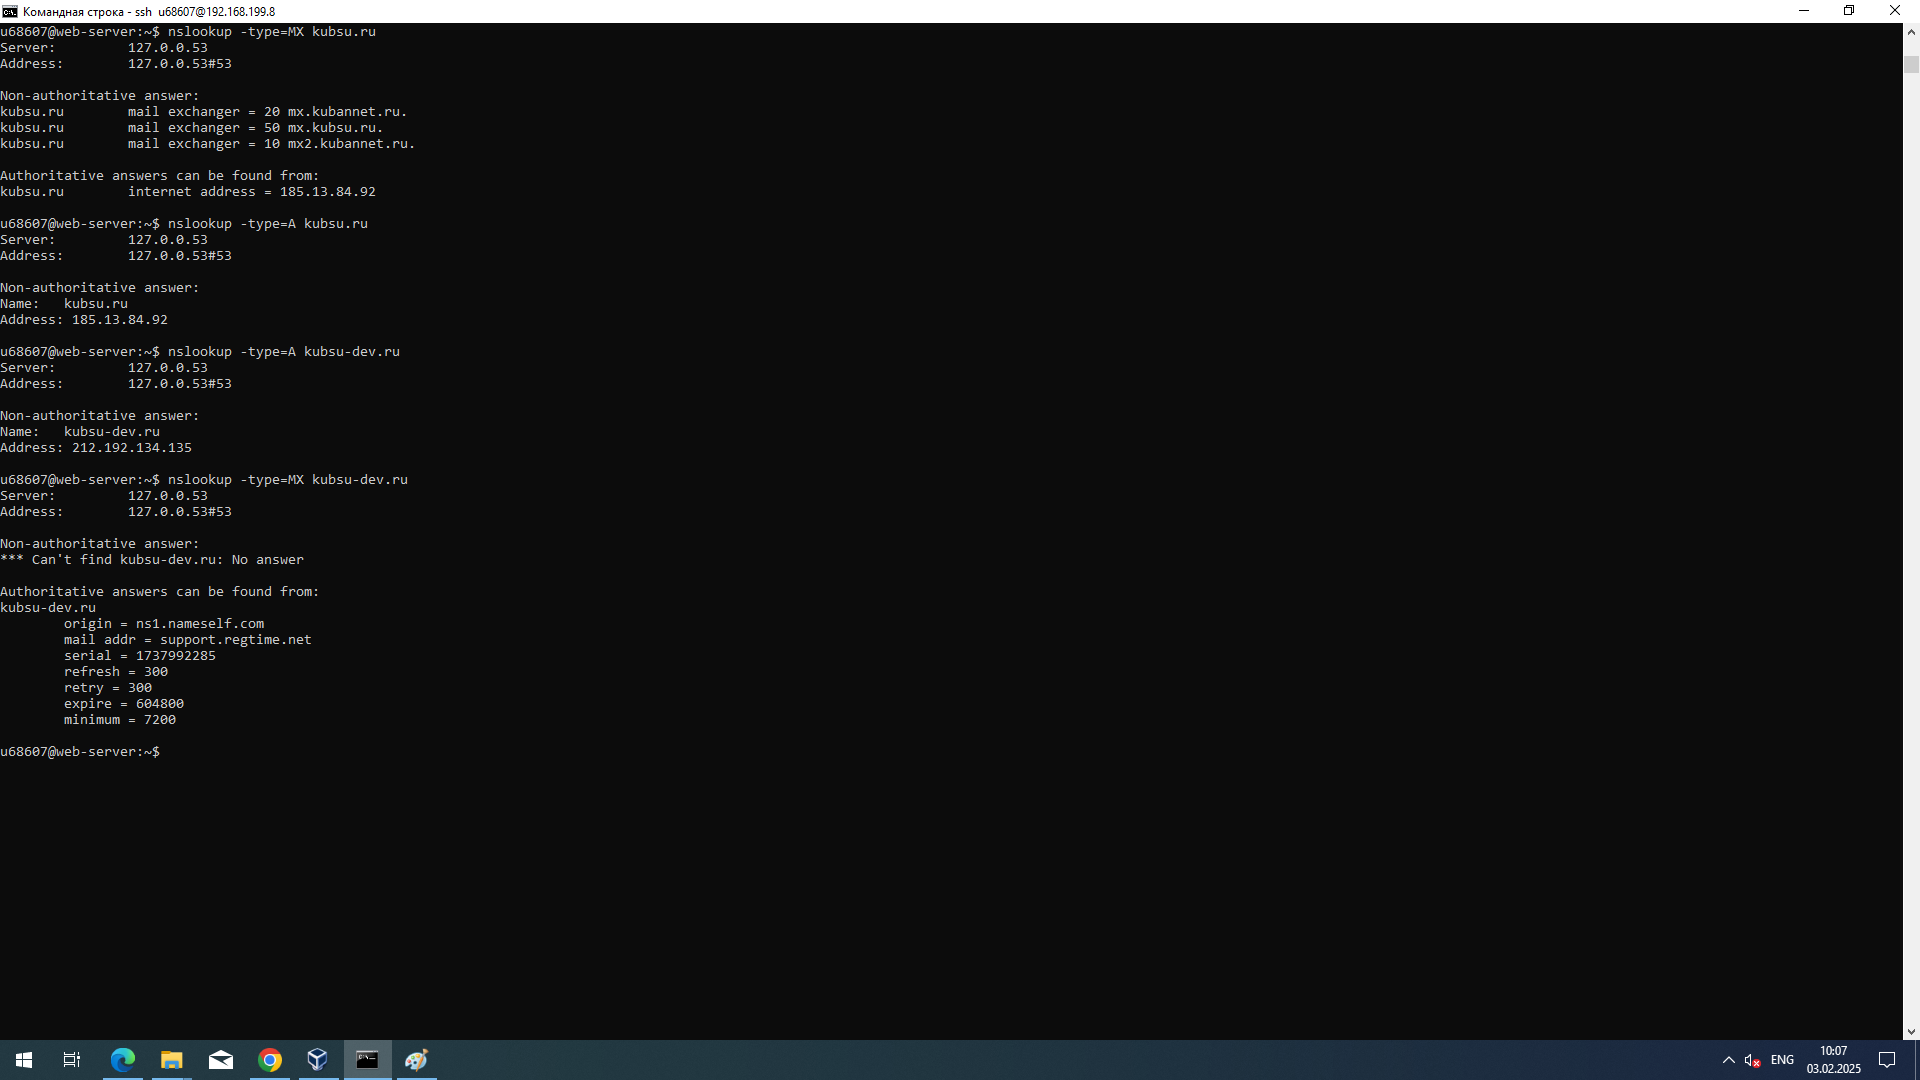 Командная строка - ssh  u68607@192.168.199.8
u68607@web-server:~$ nslookup -type=MX kubsu.ru
Server:         127.0.0.53
Address:        127.0.0.53#53

Non-authoritative answer:
kubsu.ru        mail exchanger = 20 mx.kubannet.ru.
kubsu.ru        mail exchanger = 50 mx.kubsu.ru.
kubsu.ru        mail exchanger = 10 mx2.kubannet.ru.

Authoritative answers can be found from:
kubsu.ru        internet address = 185.13.84.92

u68607@web-server:~$ nslookup -type=A kubsu.ru
Server:         127.0.0.53
Address:        127.0.0.53#53

Non-authoritative answer:
Name:   kubsu.ru
Address: 185.13.84.92

u68607@web-server:~$ nslookup -type=A kubsu-dev.ru
Server:         127.0.0.53
Address:        127.0.0.53#53

Non-authoritative answer:
Name:   kubsu-dev.ru
Address: 212.192.134.135

u68607@web-server:~$ nslookup -type=MX kubsu-dev.ru
Server:         127.0.0.53
Address:        127.0.0.53#53

Non-authoritative answer:
*** Can't find kubsu-dev.ru: No answer

Authoritative answers can be found from:
kubsu-dev.ru
        origin = ns1.nameself.com
        mail addr = support.regtime.net
        serial = 1737992285
        refresh = 300
        retry = 300
        expire = 604800
        minimum = 7200

u68607@web-server:~$
ENG
10:07
03.02.2025